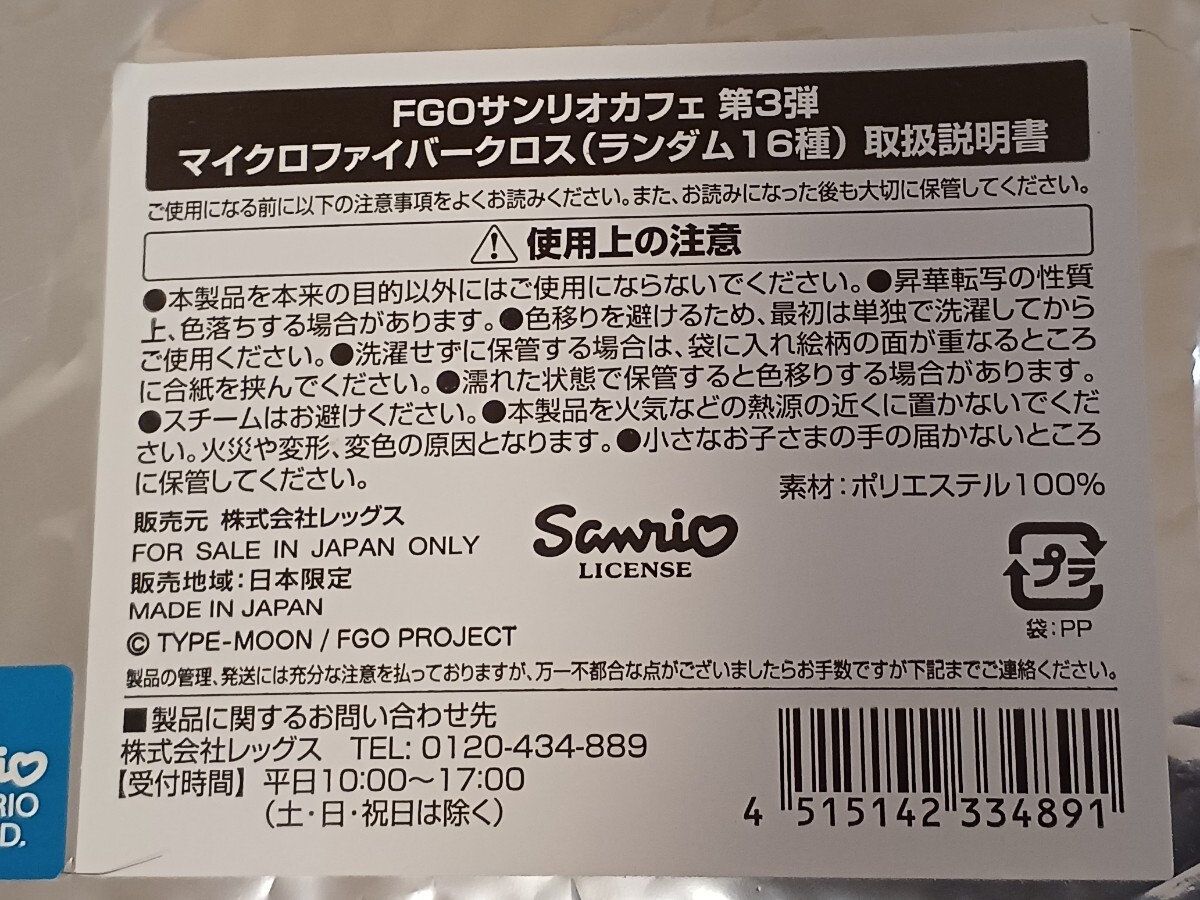 FGOサンリオカフェ 第3弾
マイクロファイバークロス(ランダム16種) 取扱説明書
ご使用になる前に以下の注意事項をよくお読みください。また、お読みになった後も大切に保管してください。
使用上の注意
●本製品を本来の目的以外にはご使用にならないでください。●昇華転写の性質
上、色落ちする場合があります。●色移りを避けるため、最初は単独で洗濯してから
ご使用ください。●洗濯せずに保管する場合は、袋に入れ絵柄の面が重なるところ
に合紙を挟んでください。●濡れた状態で保管すると色移りする場合があります。
●スチームはお避けください。●本製品を火気などの熱源の近くに置かないでくだ
さい。火災や変形、変色の原因となります。●小さなお子さまの手の届かないところ
に保管してください。
素材:ポリエステル100%
販売元 株式会社レッグス
FOR SALE IN JAPAN ONLY
販売地域:日本限定
MADE IN JAPAN
© TYPE-MOON / FGO PROJECT
Sanrio
LICENSE
プラ
袋:PP
製品の管理、発送には充分な注意を払っておりますが、万一不都合な点がございましたらお手数ですが下記までご連絡ください。
■製品に関するお問い合わせ先
株式会社レッグス TEL: 0120-434-889
【受付時間】平日10:00〜17:00
(土・日・祝日は除く)
4 515142 334891
io
RIO
D.